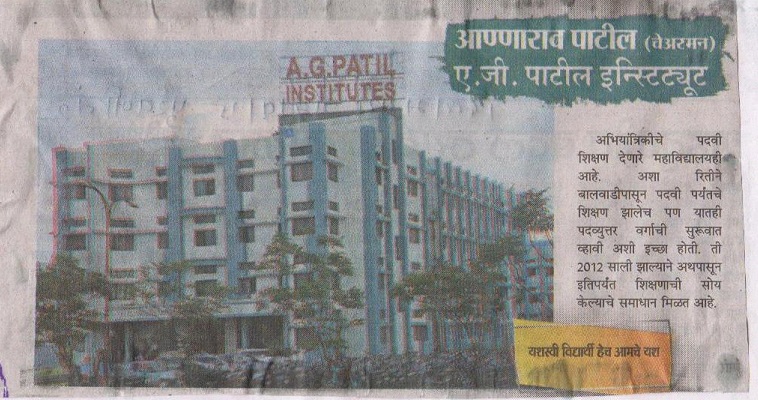 आण्णाराव पाटील (चेअरमन)
ए.जी. पाटील इन्स्टिट्यूट
A.G.PATIL
INSTITUTES
अभियांत्रिकीचे पदवी
शिक्षण देणारे महाविद्यालयही
आहे. अशा रितीने
बालवाडीपासून पदवी पर्यंतचे
शिक्षण झालेच पण यातही
पदव्युत्तर वर्गाची सुरूवात
व्हावी अशी इच्छा होती. ती
2012 साली झाल्याने अथपासून
इतिपर्यंत शिक्षणाची सोय
केल्याचे समाधान मिळत आहे.
यशस्वी विद्यार्थी हेच आमचे यश